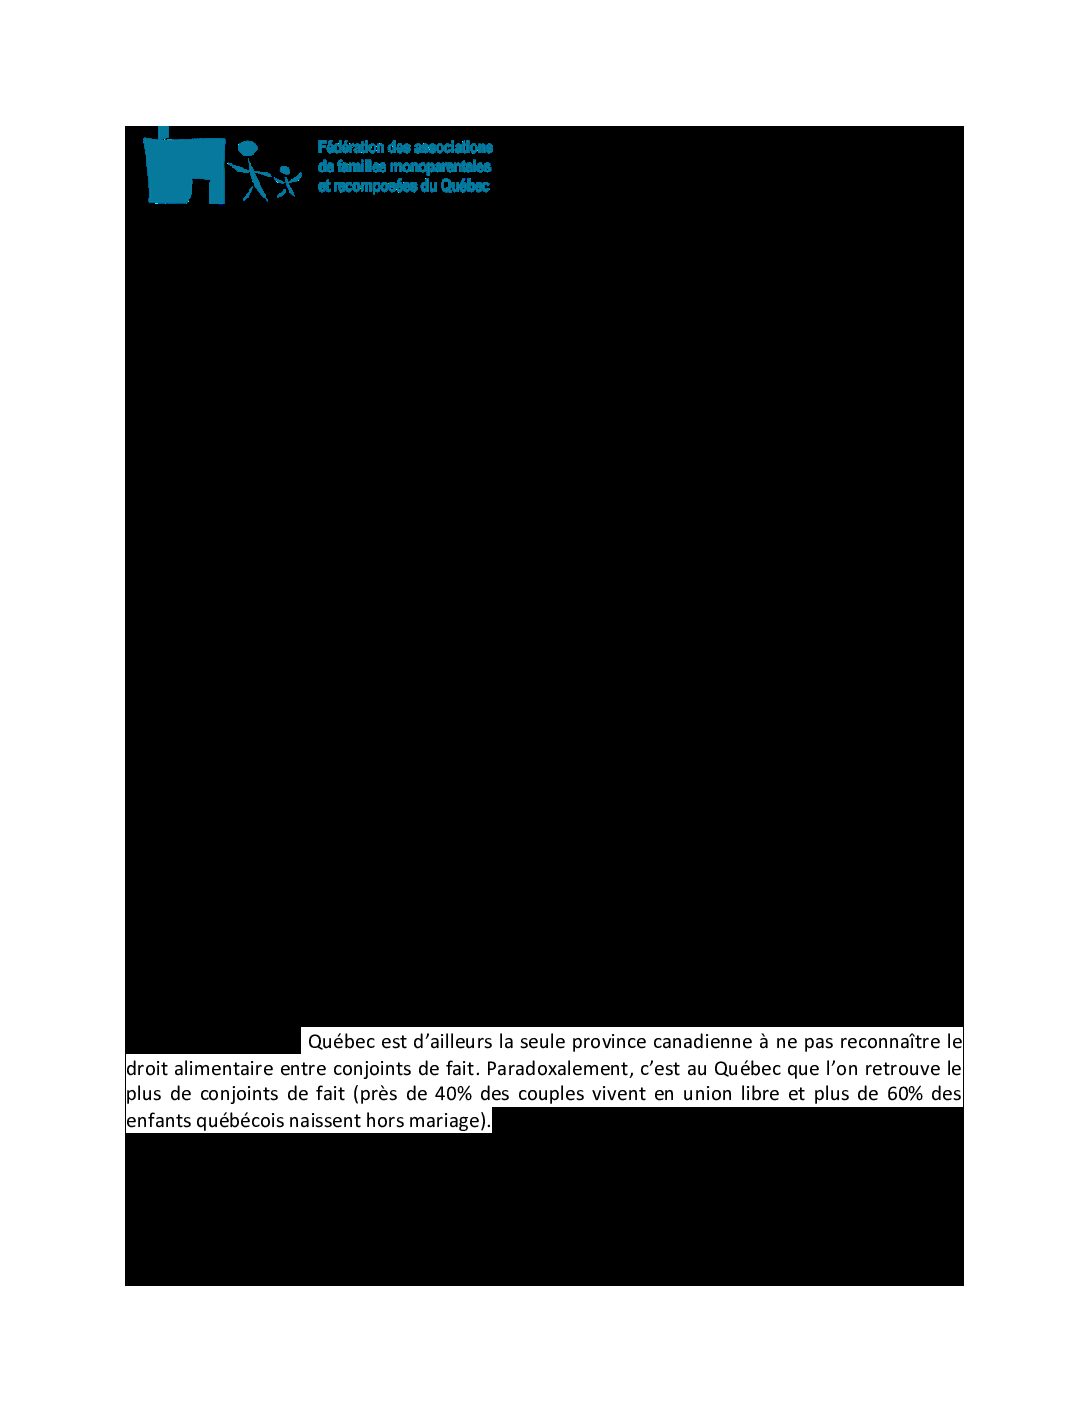 Fédération des associations
de familles monoparentales
et recomposées du Québec
Québec est d’ailleurs la seule province canadienne à ne pas reconnaître le
droit alimentaire entre conjoints de fait. Paradoxalement, c’est au Québec que l’on retrouve le
plus de conjoints de fait (près de 40% des couples vivent en union libre et plus de 60% des
enfants québécois naissent hors mariage).